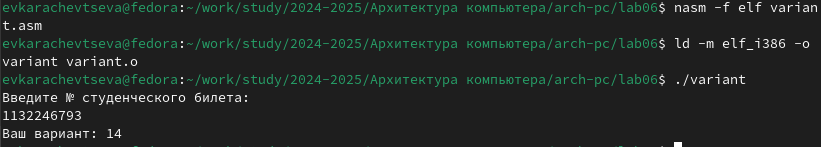 evkarachevtseva@fedora:~/work/study/2024-2025/Архитектура компьютера/arch-pc/lab06$ nasm -f elf varian
t.asm
evkarachevtseva@fedora:~/work/study/2024-2025/Архитектура компьютера/arch-pc/lab06$ ld -m elf_i386 -o
variant variant.o
evkarachevtseva@fedora:~/work/study/2024-2025/Архитектура компьютера/arch-pc/lab06$ ./variant
Введите № студенческого билета:
1132246793
Ваш вариант: 14